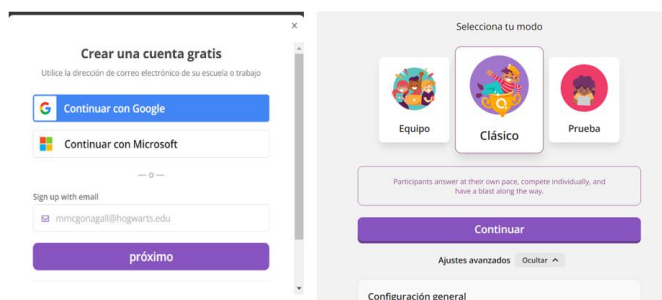 Crear una cuenta gratis
Utilice la dirección de correo electrónico de su escuela o trabajo
G Continuar con Google
Continuar con Microsoft
— o —
Sign up with email
mmcgonagall@hogwarts.edu
próximo
Selecciona tu modo
Equipo
Clásico
Prueba
Participants answer at their own pace, compete individually, and
have a blast along the way.
Continuar
Ajustes avanzados Ocultar
Configuración general